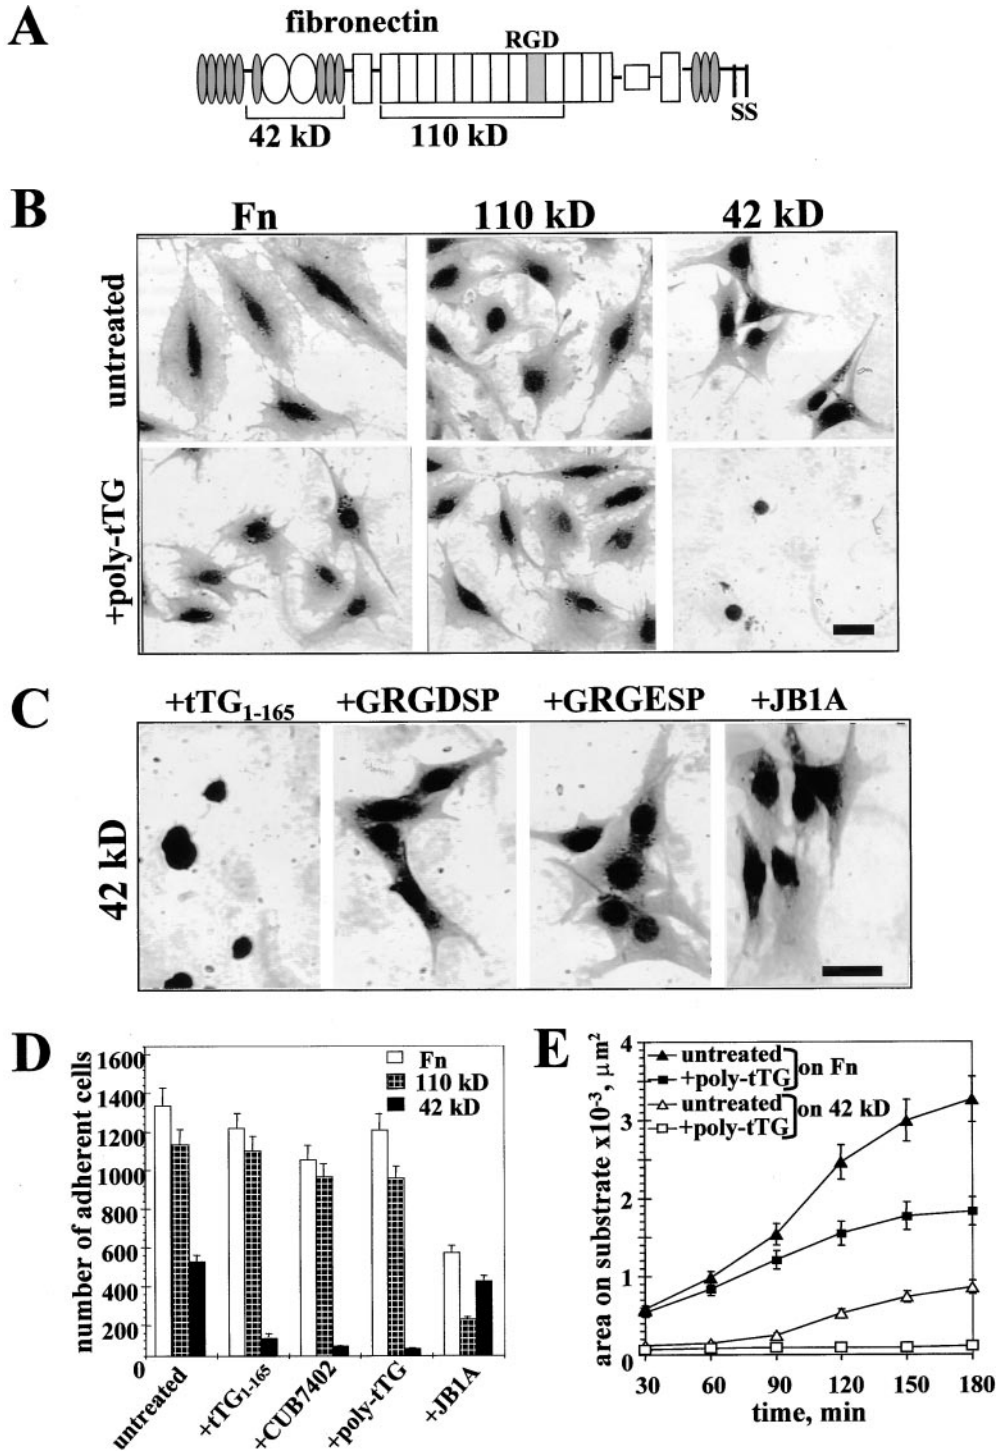 A
fibronectin
RGD
SS
42 kD
110 kD
B
Fn
110 kD
42 kD
untreated
+poly-tTG
C
+tTG1-165
+GRGDSP
+GRGESP
+JB1A
42 kD
D
number of adherent cells
1600
1400
1200
1000
800
600
400
200
0
Fn
110 kD
42 kD
untreated
+tTG1-165
+CUB7402
+poly-tTG
+JB1A
E
area on substrate x10-3, μm2
4
3
2
1
0
untreated
+poly-tTG
on Fn
untreated
+poly-tTG
on 42 kD
30
60
90
120
150
180
time, min